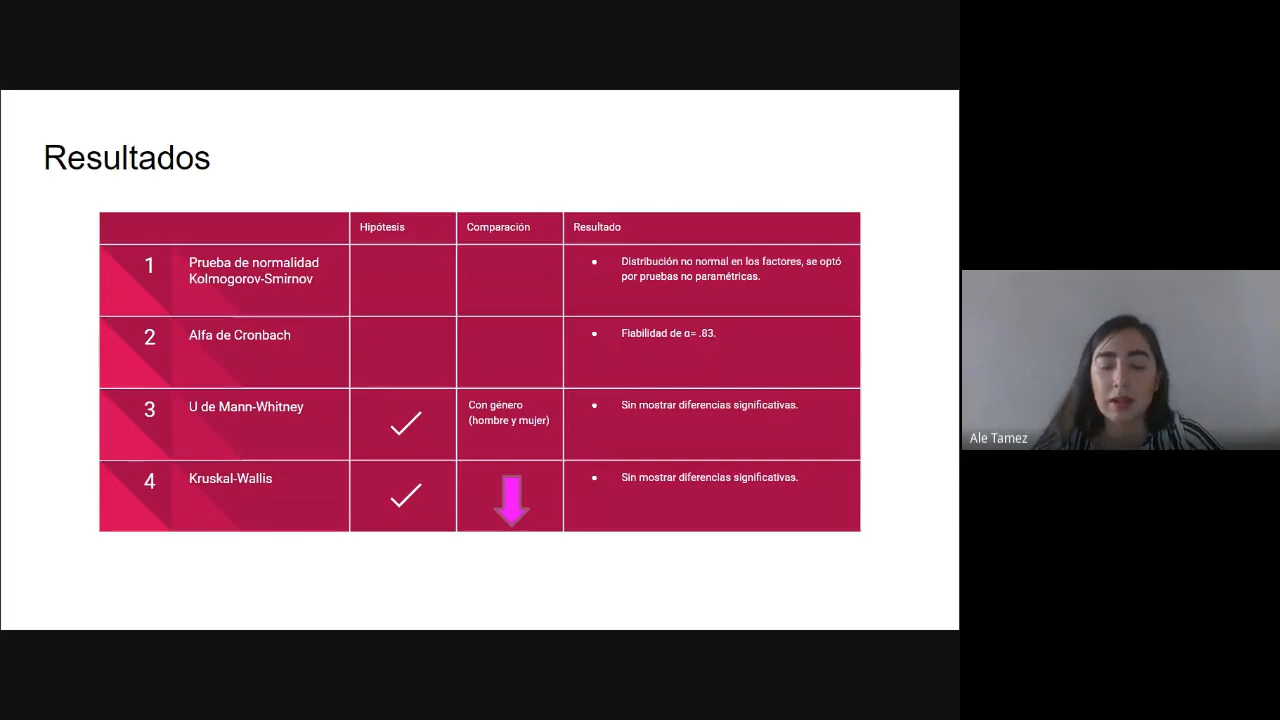 Resultados
Hipótesis
Comparación
Resultado
1
Prueba de normalidad
Kolmogorov-Smirnov
Distribución no normal en los factores, se optó
por pruebas no paramétricas.
2
Alfa de Cronbach
Fiabilidad de α= .83.
3
U de Mann-Whitney
Con género
(hombre y mujer)
Sin mostrar diferencias significativas.
4
Kruskal-Wallis
Sin mostrar diferencias significativas.
Ale Tamez